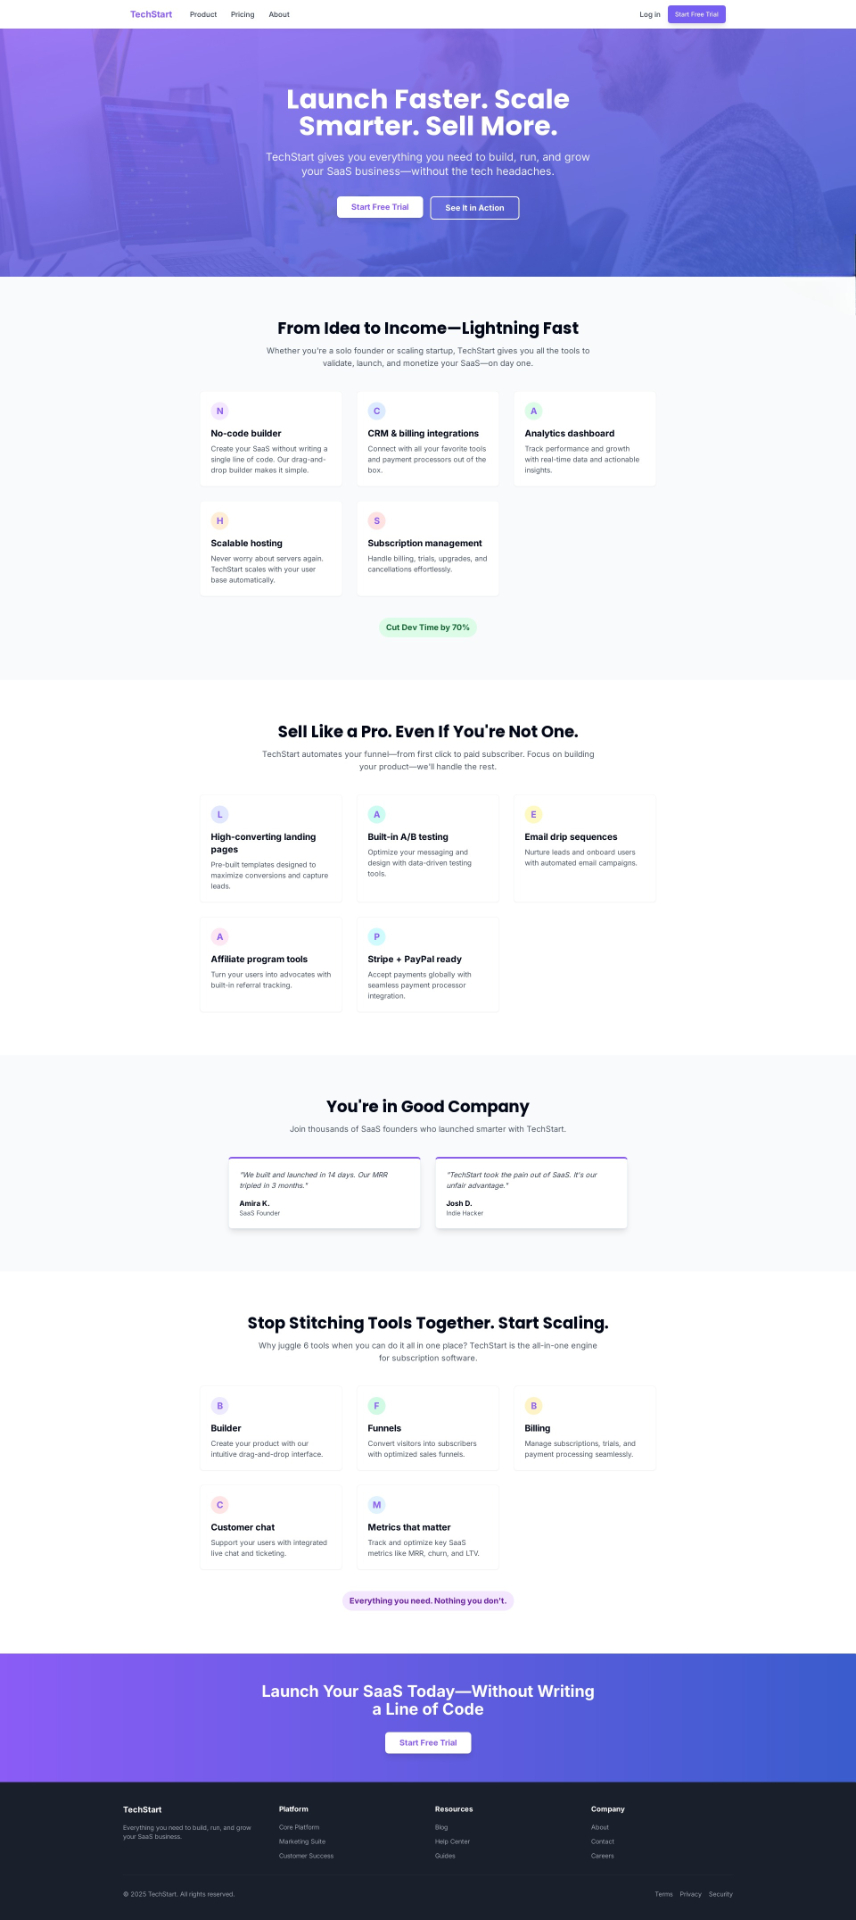 TechStart Product Pricing About Log in Start Free Trial
Launch Faster. Scale
Smarter. Sell More.
TechStart gives you everything you need to build, run, and grow
your SaaS business—without the tech headaches.
Start Free Trial See It in Action
From Idea to Income—Lightning Fast
Whether you're a solo founder or scaling startup, TechStart gives you all the tools to
validate, launch, and monetize your SaaS—on day one.
N
No-code builder
Create your SaaS without writing a
single line of code. Our drag-and-
drop builder makes it simple.
C
CRM & billing integrations
Connect with all your favorite tools
and payment processors out of the
box.
A
Analytics dashboard
Track performance and growth
with real-time data and actionable
insights.
H
Scalable hosting
Never worry about servers again.
TechStart scales with your user
base automatically.
S
Subscription management
Handle billing, trials, upgrades, and
cancellations effortlessly.
Cut Dev Time by 70%
Sell Like a Pro. Even If You're Not One.
TechStart automates your funnel—from first click to paid subscriber. Focus on building
your product—we'll handle the rest.
L
High-converting landing
pages
Pre-built templates designed to
maximize conversions and capture
leads.
A
Built-in A/B testing
Optimize your messaging and
design with data-driven testing
tools.
E
Email drip sequences
Nurture leads and onboard users
with automated email campaigns.
A
Affiliate program tools
Turn your users into advocates with
built-in referral tracking.
P
Stripe + PayPal ready
Accept payments globally with
seamless payment processor
integration.
You're in Good Company
Join thousands of SaaS founders who launched smarter with TechStart.
"We built and launched in 14 days. Our MRR
tripled in 3 months."
Amira K.
SaaS Founder
"TechStart took the pain out of SaaS. It's our
unfair advantage."
Josh D.
Indie Hacker
Stop Stitching Tools Together. Start Scaling.
Why juggle 6 tools when you can do it all in one place? TechStart is the all-in-one engine
for subscription software.
B
Builder
Create your product with our
intuitive drag-and-drop interface.
F
Funnels
Convert visitors into subscribers
with optimized sales funnels.
B
Billing
Manage subscriptions, trials, and
payment processing seamlessly.
C
Customer chat
Support your users with integrated
live chat and ticketing.
M
Metrics that matter
Track and optimize key SaaS
metrics like MRR, churn, and LTV.
Everything you need. Nothing you don't.
Launch Your SaaS Today—Without Writing
a Line of Code
Start Free Trial
TechStart
Everything you need to build, run, and grow
your SaaS business.
Platform
Core Platform
Marketing Suite
Customer Success
Resources
Blog
Help Center
Guides
Company
About
Contact
Careers
© 2025 TechStart. All rights reserved.
Terms Privacy Security